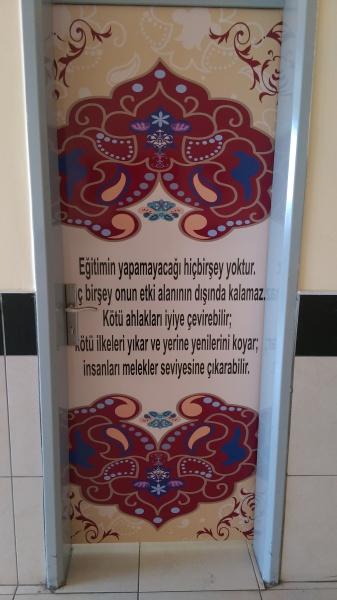 Eğitimin yapamayacağı hiçbirşey yoktur.
ç birşey onun etki alanının dışında kalamaz.
Kötü ahlakları iyiye çevirebilir;
kötü ilkeleri yıkar ve yerine yenilerini koyar;
insanları melekler seviyesine çıkarabilir.